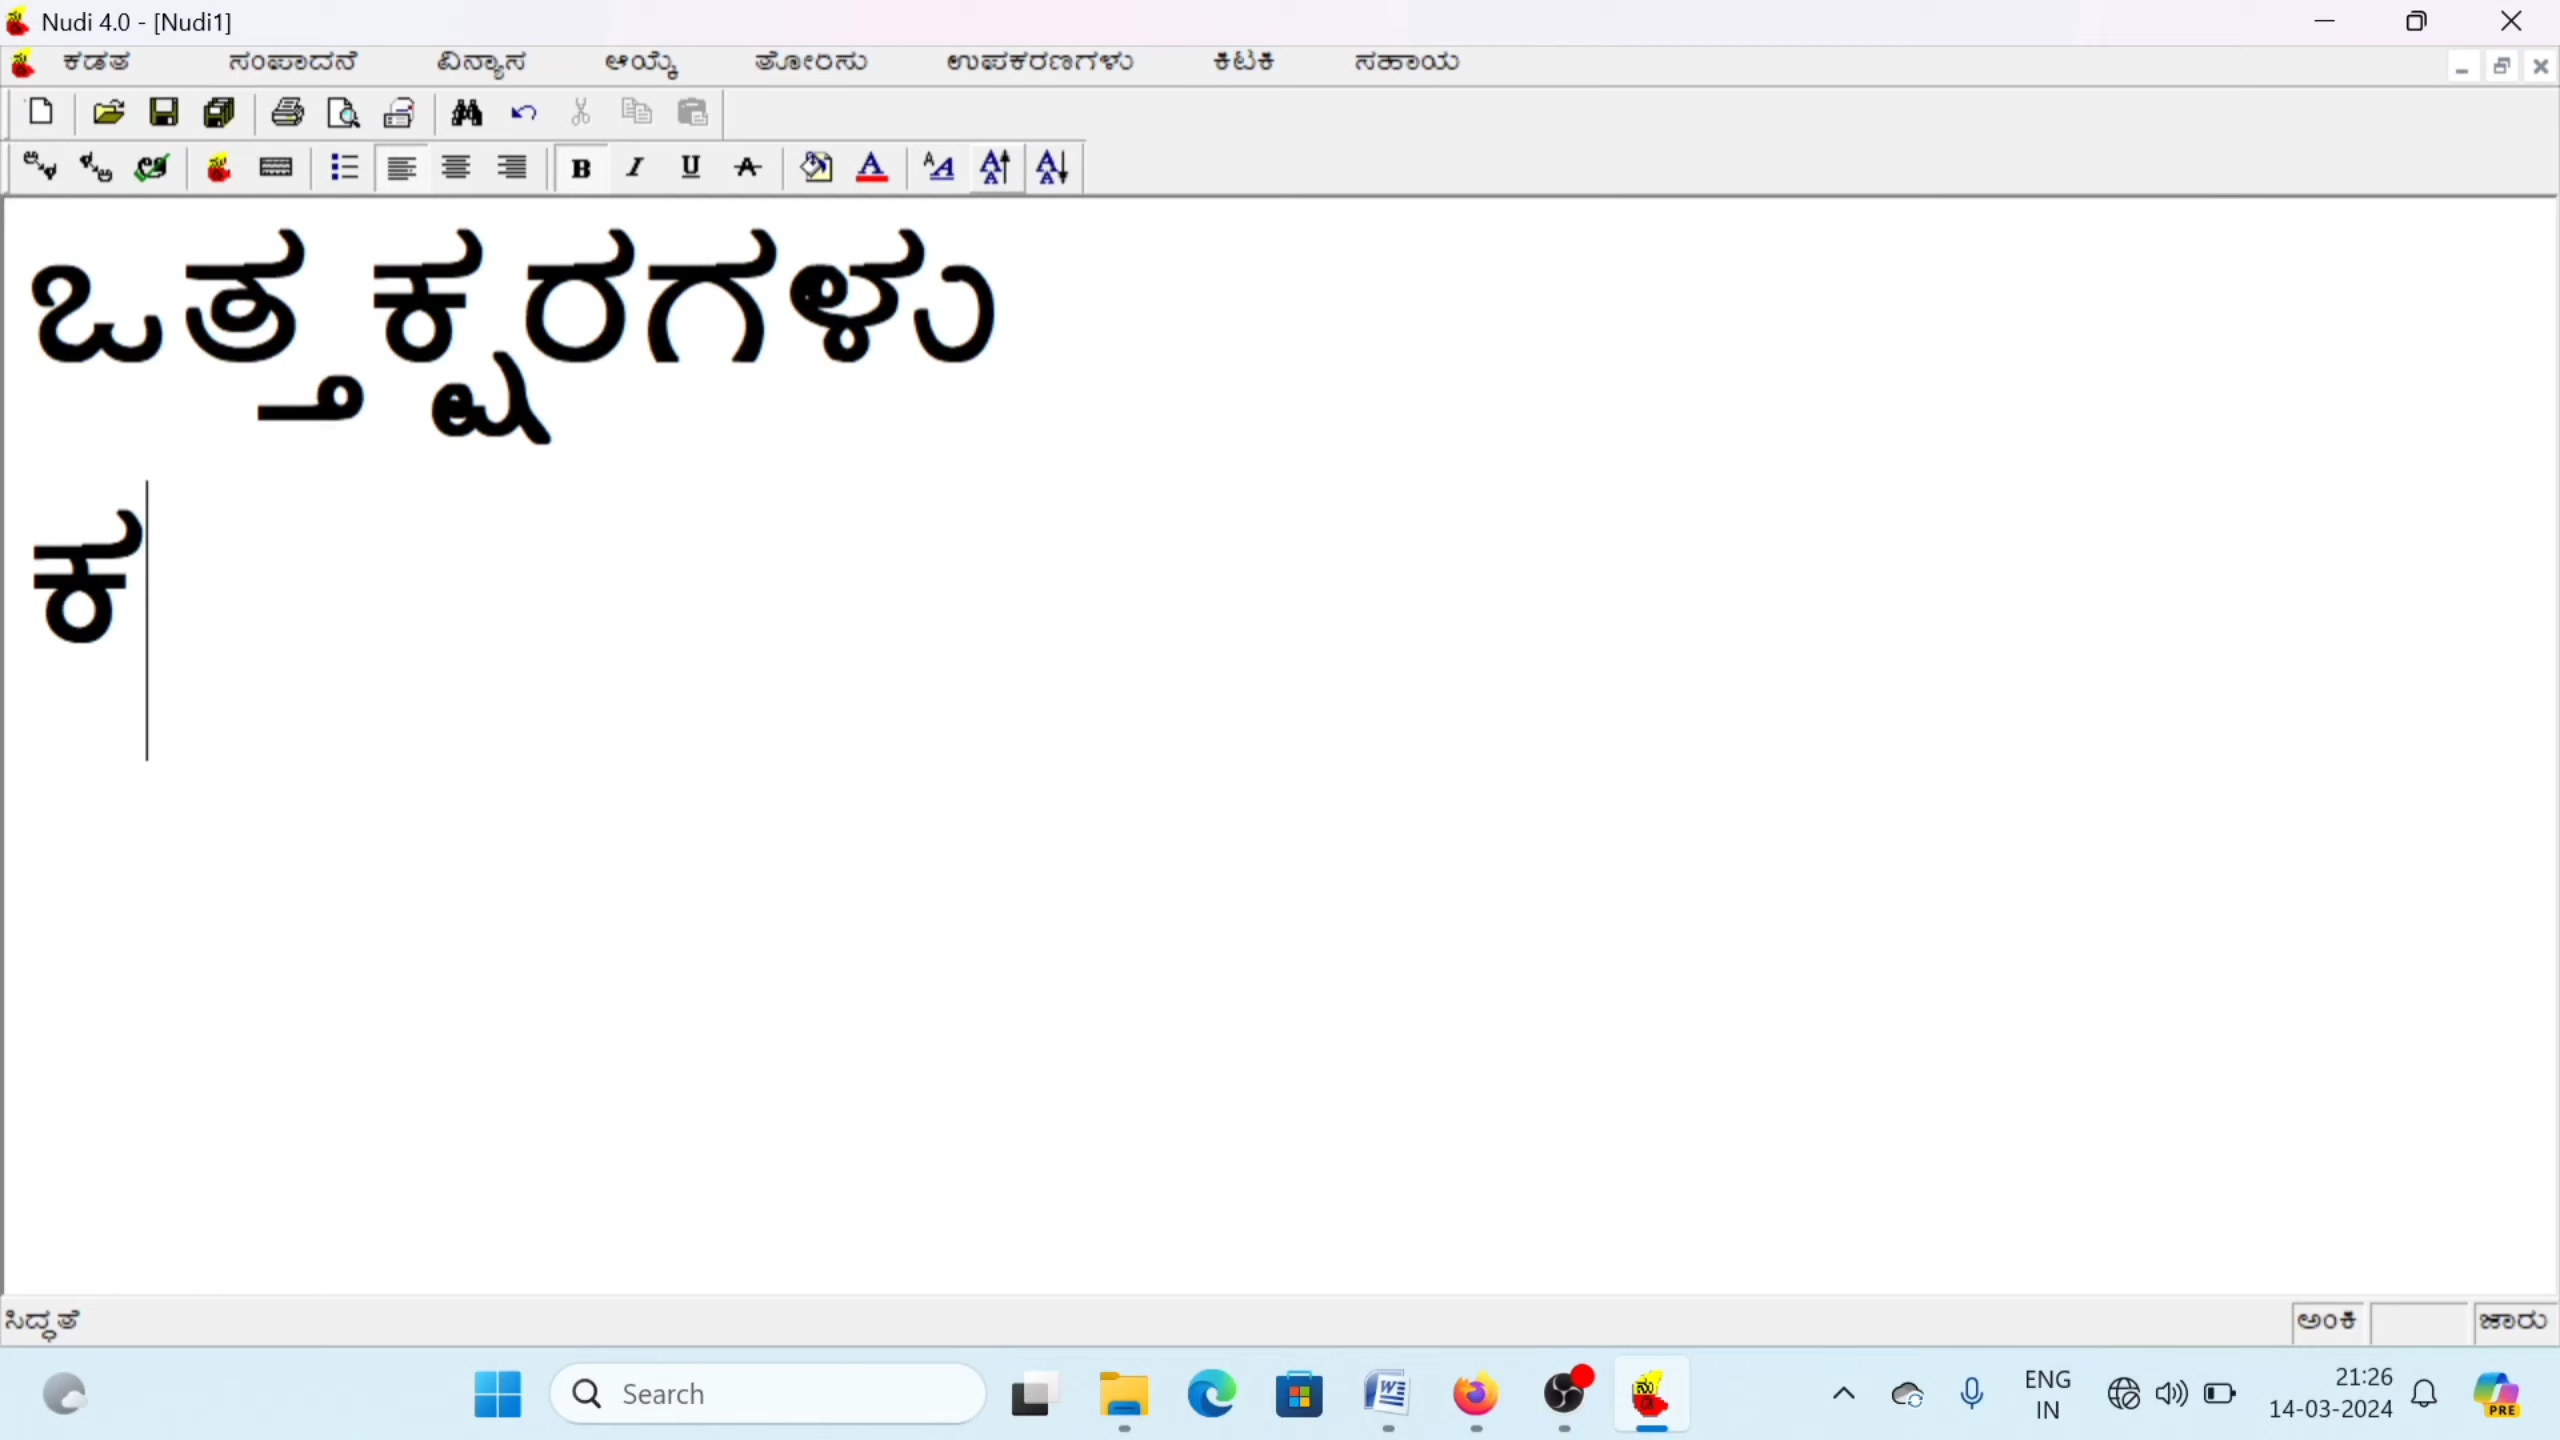 Nudi 4.0 - [Nudi1]
ಕಡತ ಸಂಪಾದನೆ ವಿನ್ಯಾಸ ಆಯ್ಕೆ ತೋರಿಸು ಉಪಕರಣಗಳು ಕಿಟಕಿ ಸಹಾಯ
ಒತ್ತಕ್ಷರಗಳು
ಕ
ಸಿದ್ಧತೆ ಅಂಕಿ ಜಾರು
Search ENG 21:26
IN 14-03-2024 PRE